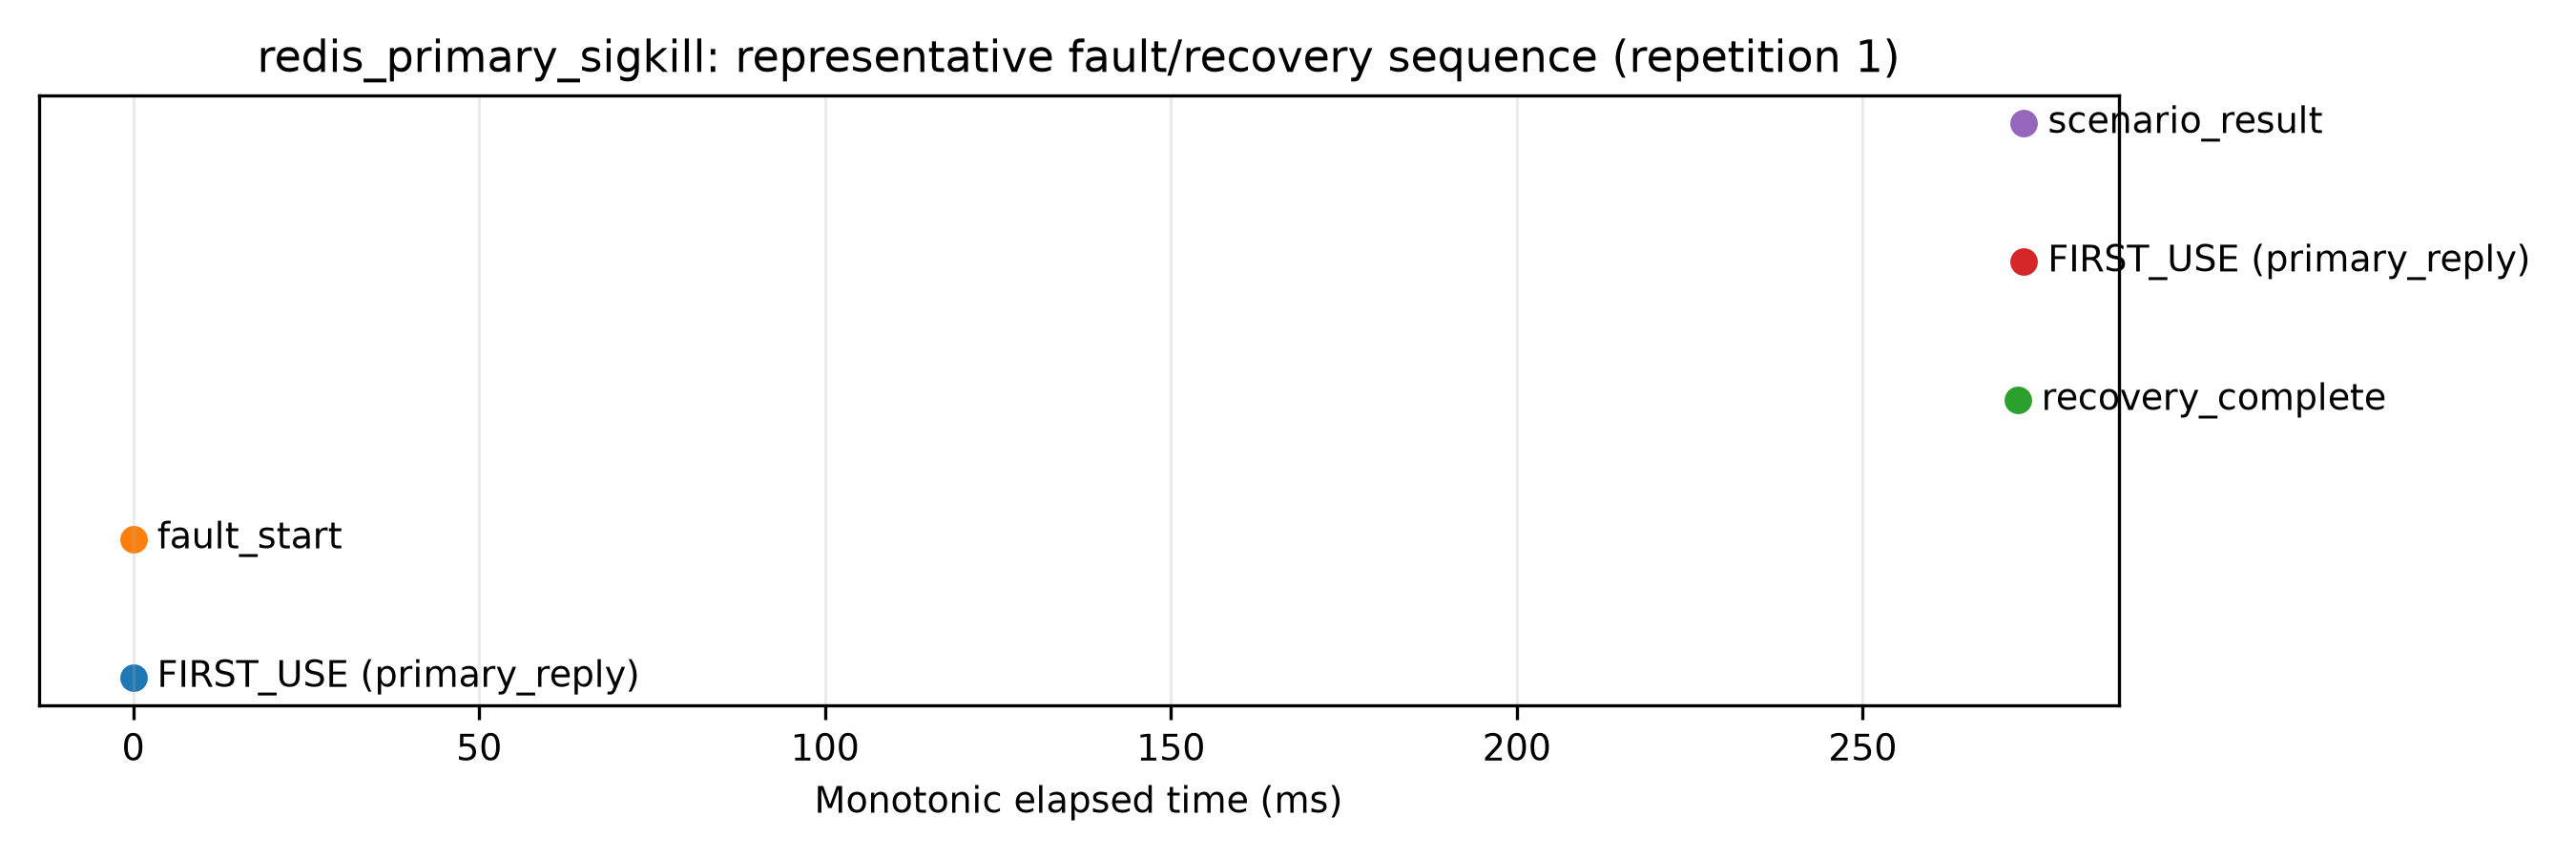 redis_primary_sigkill: representative fault/recovery sequence (repetition 1)
scenario_result
FIRST_USE (primary_reply)
recovery_complete
fault_start
FIRST_USE (primary_reply)
0 50 100 150 200 250
Monotonic elapsed time (ms)